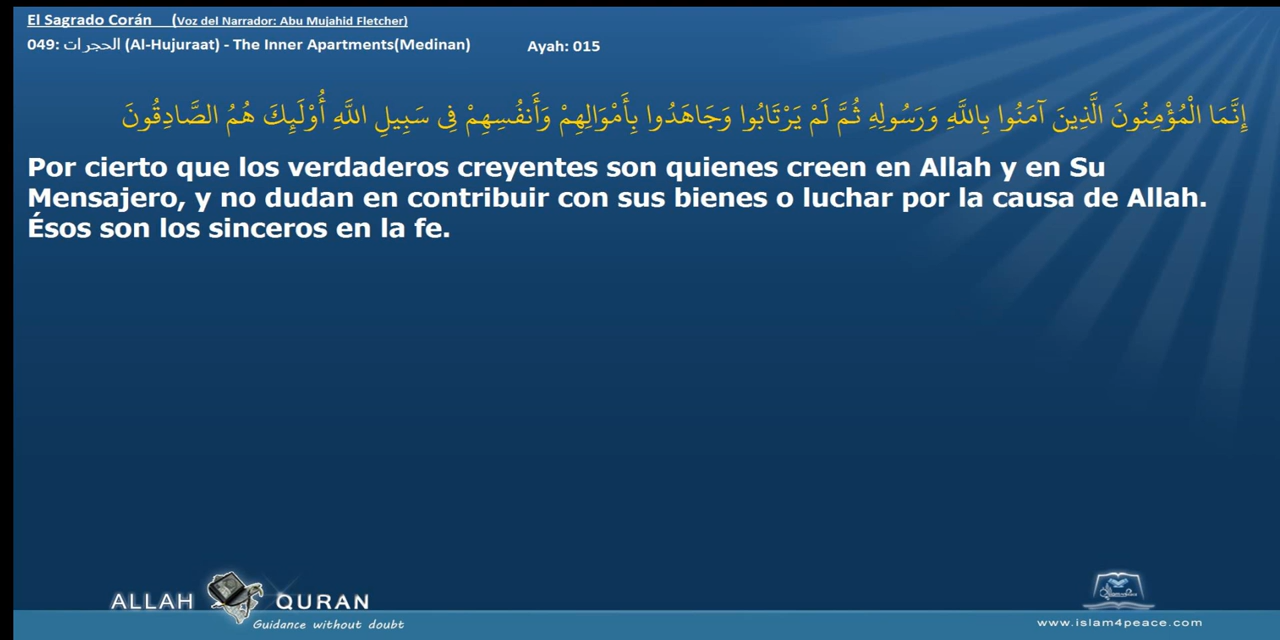 El Sagrado Corán (Voz del Narrador: Abu Mujahid Fletcher)
049: الحجرات (Al-Hujuraat) - The Inner Apartments(Medinan) Ayah: 015
إِنَّمَا الْمُؤْمِنُونَ الَّذِينَ آمَنُوا بِاللَّهِ وَرَسُولِهِ ثُمَّ لَمْ يَرْتَابُوا وَجَاهَدُوا بِأَمْوَالِهِمْ وَأَنفُسِهِمْ فِي سَبِيلِ اللَّهِ أُوْلَئِكَ هُمُ الصَّادِقُونَ
Por cierto que los verdaderos creyentes son quienes creen en Allah y en Su
Mensajero, y no dudan en contribuir con sus bienes o luchar por la causa de Allah.
Ésos son los sinceros en la fe.
ALLAH QURAN
Guidance without doubt
www.islam4peace.com